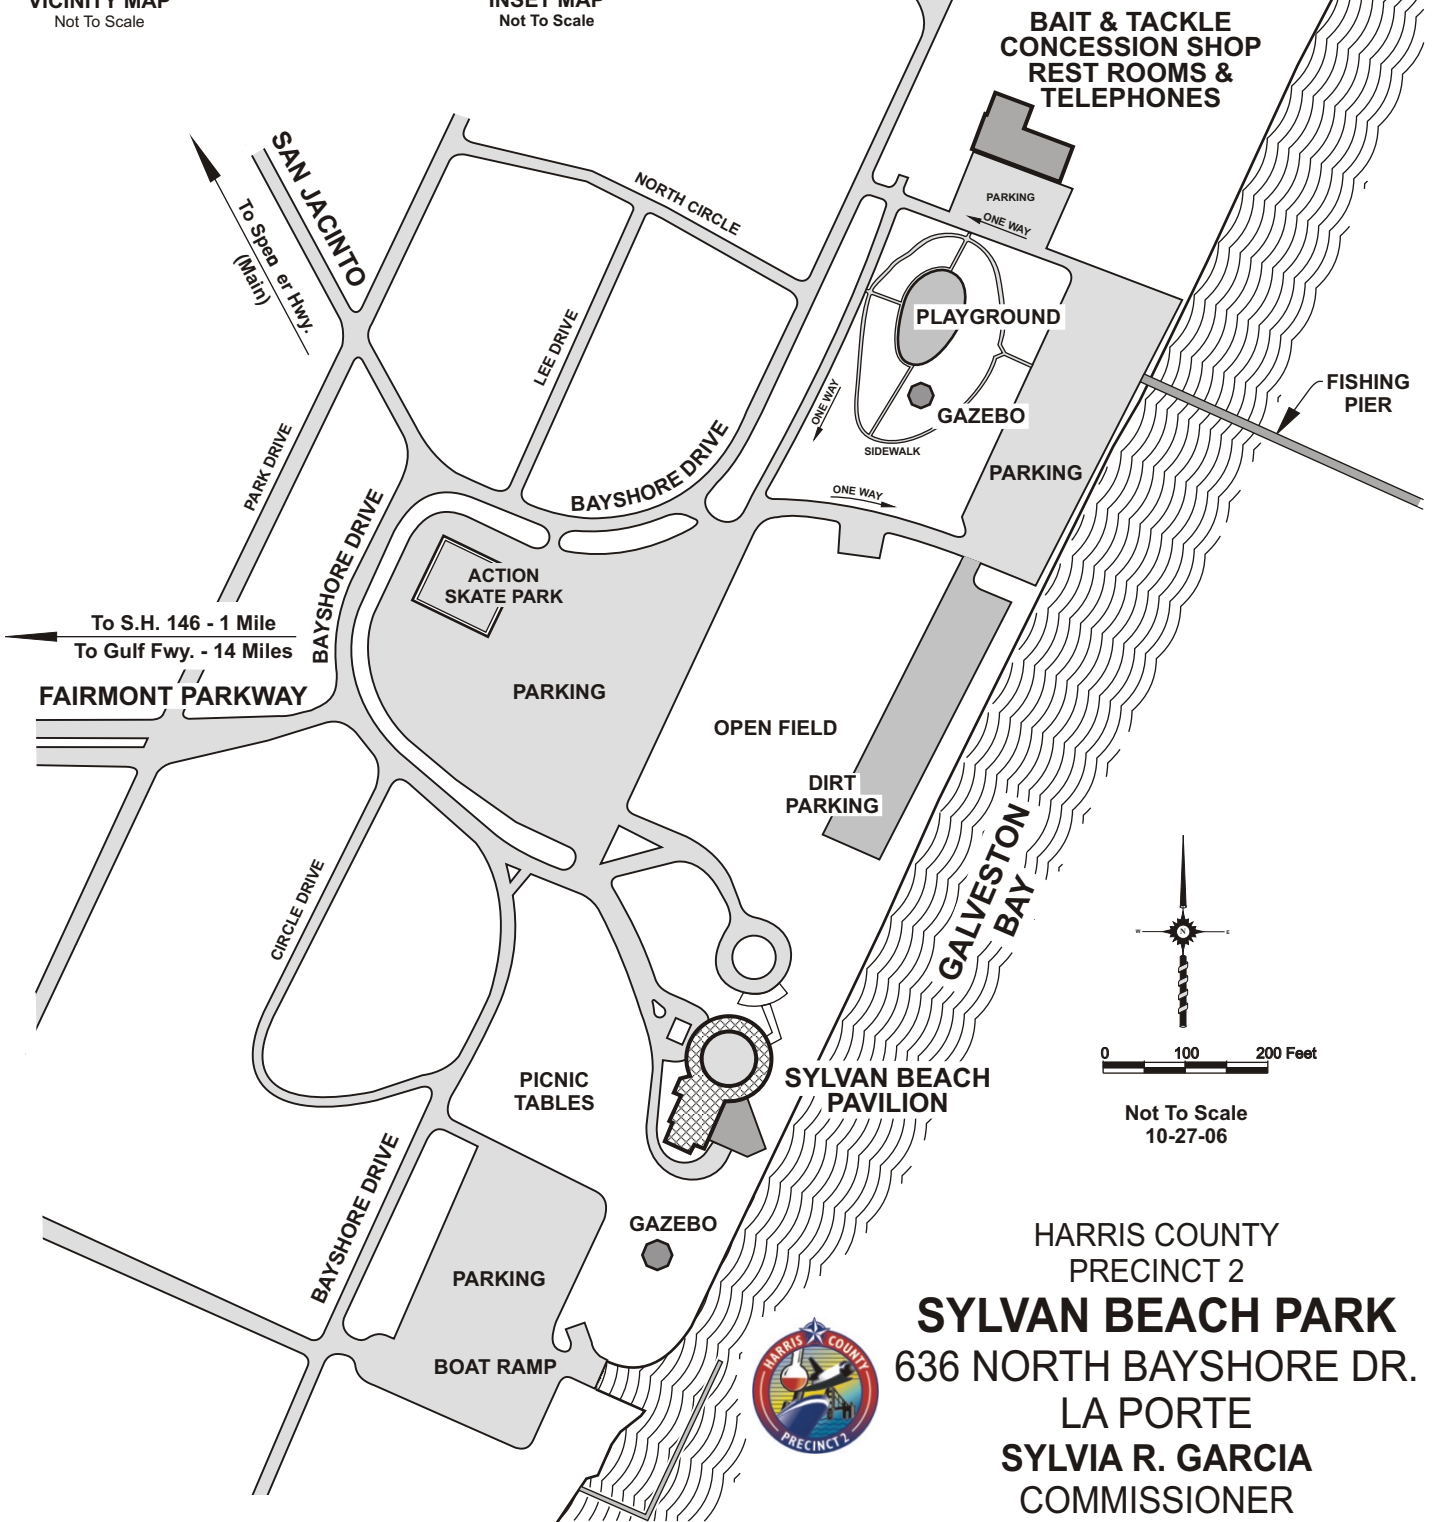 VICINITY MAP
Not To Scale
INSET MAP
Not To Scale
BAIT & TACKLE
CONCESSION SHOP
REST ROOMS &
TELEPHONES
SAN JACINTO
To Spen er Hwy.
(Main)
NORTH CIRCLE
PARKING
ONE WAY
PLAYGROUND
LEE DRIVE
FISHING
PIER
ONE WAY
GAZEBO
SIDEWALK
PARK DRIVE
BAYSHORE DRIVE
PARKING
ONE WAY
BAYSHORE DRIVE
ACTION
SKATE PARK
To S.H. 146 - 1 Mile
To Gulf Fwy. - 14 Miles
FAIRMONT PARKWAY
PARKING
OPEN FIELD
DIRT
PARKING
GALVESTON
BAY
CIRCLE DRIVE
W
N
E
0 100 200 Feet
Not To Scale
10-27-06
PICNIC
TABLES
SYLVAN BEACH
PAVILION
BAYSHORE DRIVE
GAZEBO
PARKING
BOAT RAMP
HARRIS COUNTY
PRECINCT 2
HARRIS COUNTY
PRECINCT 2
SYLVAN BEACH PARK
636 NORTH BAYSHORE DR.
LA PORTE
SYLVIA R. GARCIA
COMMISSIONER